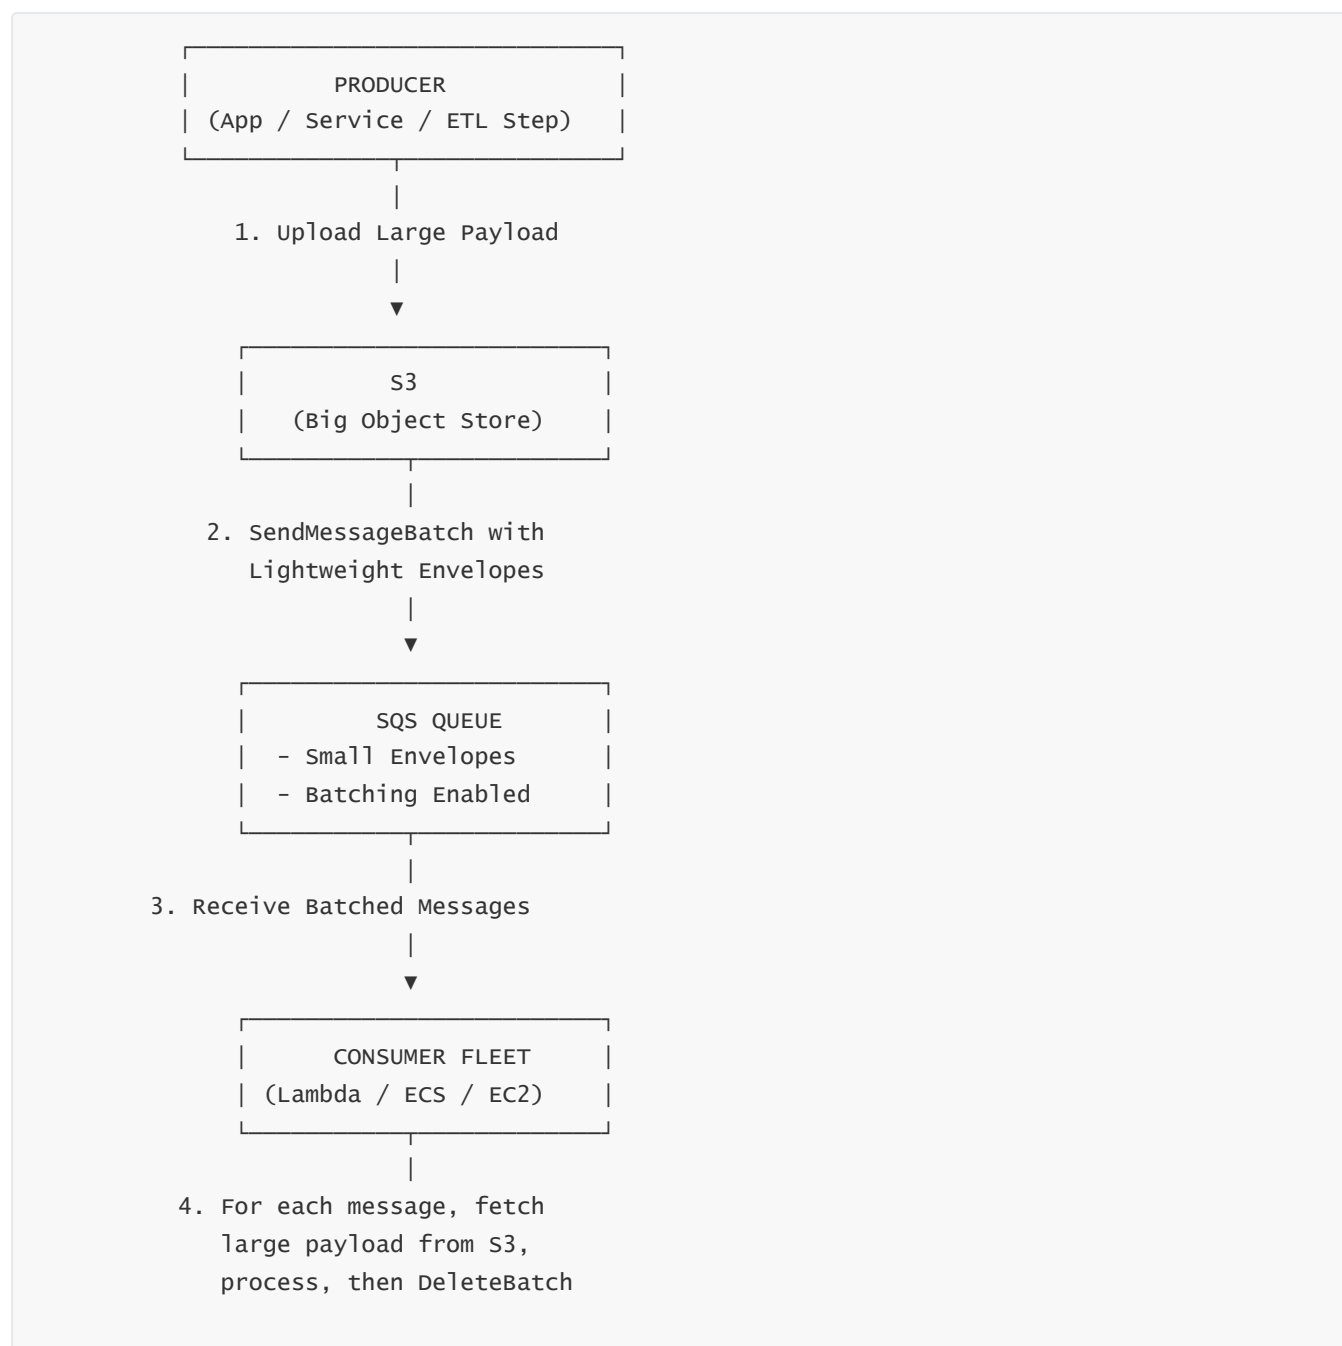 PRODUCER
(App / Service / ETL Step)
1. Upload Large Payload
S3
(Big Object Store)
2. SendMessageBatch with
Lightweight Envelopes
SQS QUEUE
- Small Envelopes
- Batching Enabled
3. Receive Batched Messages
CONSUMER FLEET
(Lambda / ECS / EC2)
4. For each message, fetch
large payload from S3,
process, then DeleteBatch